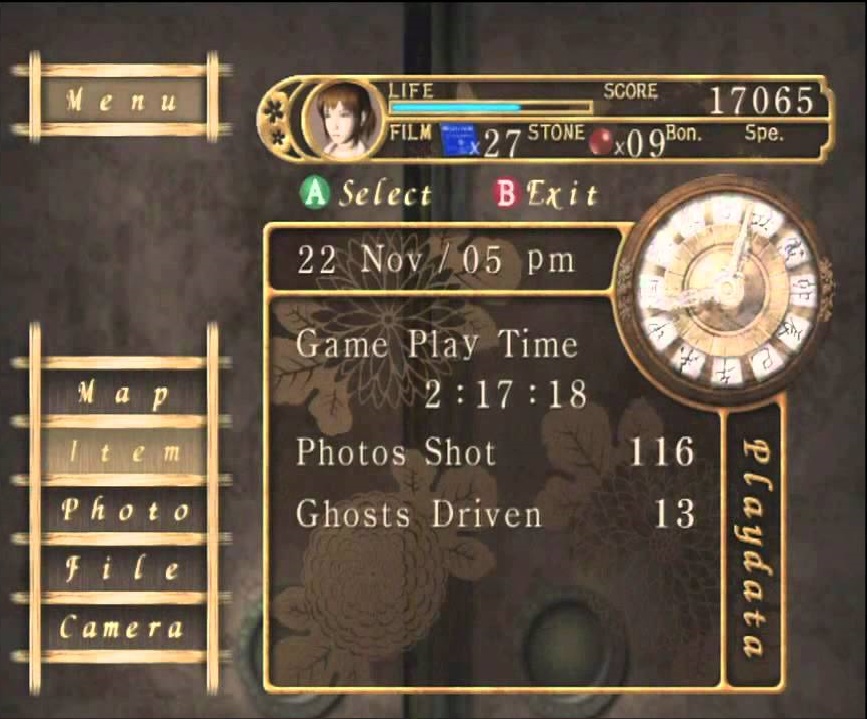 Menu
LIFE
SCORE
17065
FILM
x27
STONE
x09
Bon.
Spe.
A Select
B Exit
22 Nov / 05 pm
Game Play Time
2:17:18
Photos Shot
116
Ghosts Driven
13
Playdata
Map
Item
Photo
File
Camera